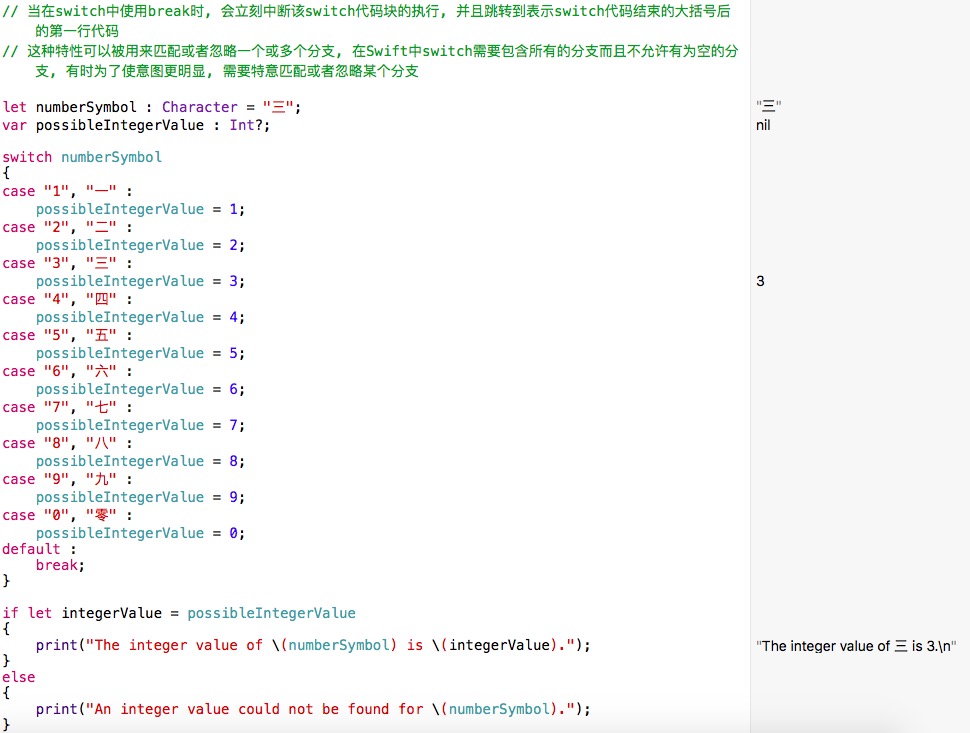 // 当在switch中使用break时, 会立刻中断该switch代码块的执行, 并且跳转到表示switch代码结束的大括号后
的第一行代码
// 这种特性可以被用来匹配或者忽略一个或多个分支, 在Swift中switch需要包含所有的分支而且不允许有为空的分
支, 有时为了使意图更明显, 需要特意匹配或者忽略某个分支
let numberSymbol : Character = "三"; "三"
var possibleIntegerValue : Int?; nil
switch numberSymbol
{
case "1", "一" :
possibleIntegerValue = 1;
case "2", "二" :
possibleIntegerValue = 2;
case "3", "三" :
possibleIntegerValue = 3; 3
case "4", "四" :
possibleIntegerValue = 4;
case "5", "五" :
possibleIntegerValue = 5;
case "6", "六" :
possibleIntegerValue = 6;
case "7", "七" :
possibleIntegerValue = 7;
case "8", "八" :
possibleIntegerValue = 8;
case "9", "九" :
possibleIntegerValue = 9;
case "0", "零" :
possibleIntegerValue = 0;
default :
break;
}
if let integerValue = possibleIntegerValue
{
print("The integer value of \(numberSymbol) is \(integerValue)."); "The integer value of 三 is 3.\n"
}
else
{
print("An integer value could not be found for \(numberSymbol).");
}